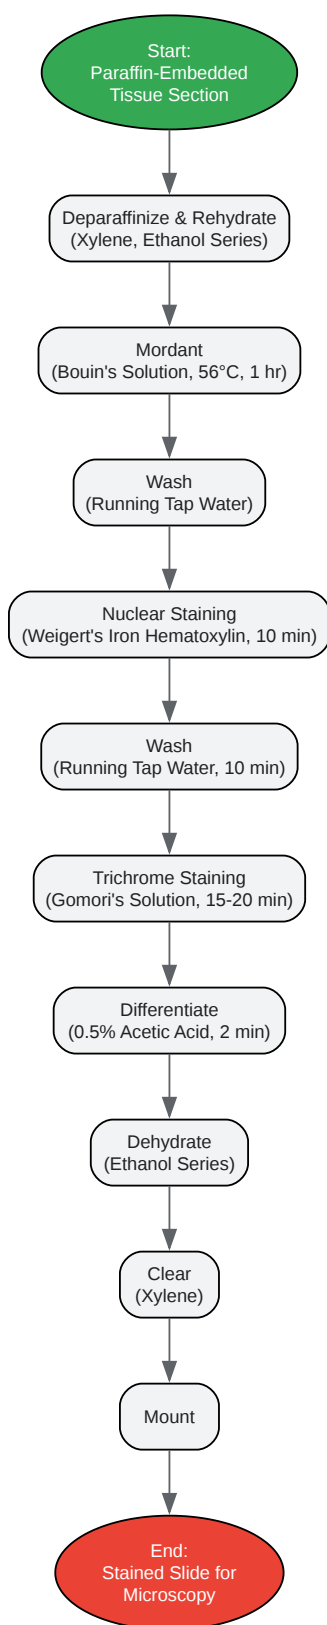 Start:
Paraffin-Embedded
Tissue Section
Deparaffinize & Rehydrate
(Xylene, Ethanol Series)
Mordant
(Bouin's Solution, 56°C, 1 hr)
Wash
(Running Tap Water)
Nuclear Staining
(Weigert's Iron Hematoxylin, 10 min)
Wash
(Running Tap Water, 10 min)
Trichrome Staining
(Gomori's Solution, 15-20 min)
Differentiate
(0.5% Acetic Acid, 2 min)
Dehydrate
(Ethanol Series)
Clear
(Xylene)
Mount
End:
Stained Slide for
Microscopy